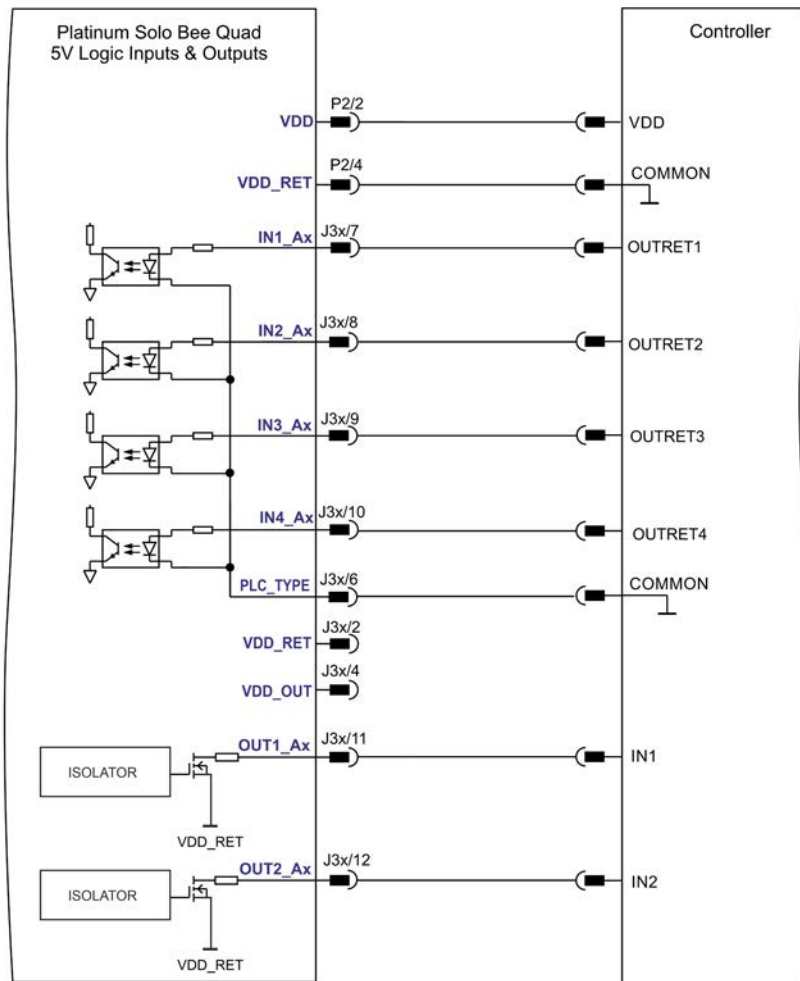 Platinum Solo Bee Quad
5V Logic Inputs & Outputs
Controller
VDD
P2/2
VDD
VDD_RET
P2/4
COMMON
IN1_Ax
J3x/7
OUTRET1
IN2_Ax
J3x/8
OUTRET2
IN3_Ax
J3x/9
OUTRET3
IN4_Ax
J3x/10
OUTRET4
PLC_TYPE
J3x/6
COMMON
VDD_RET
J3x/2
VDD_OUT
J3x/4
OUT1_Ax
J3x/11
IN1
ISOLATOR
VDD_RET
OUT2_Ax
J3x/12
IN2
ISOLATOR
VDD_RET